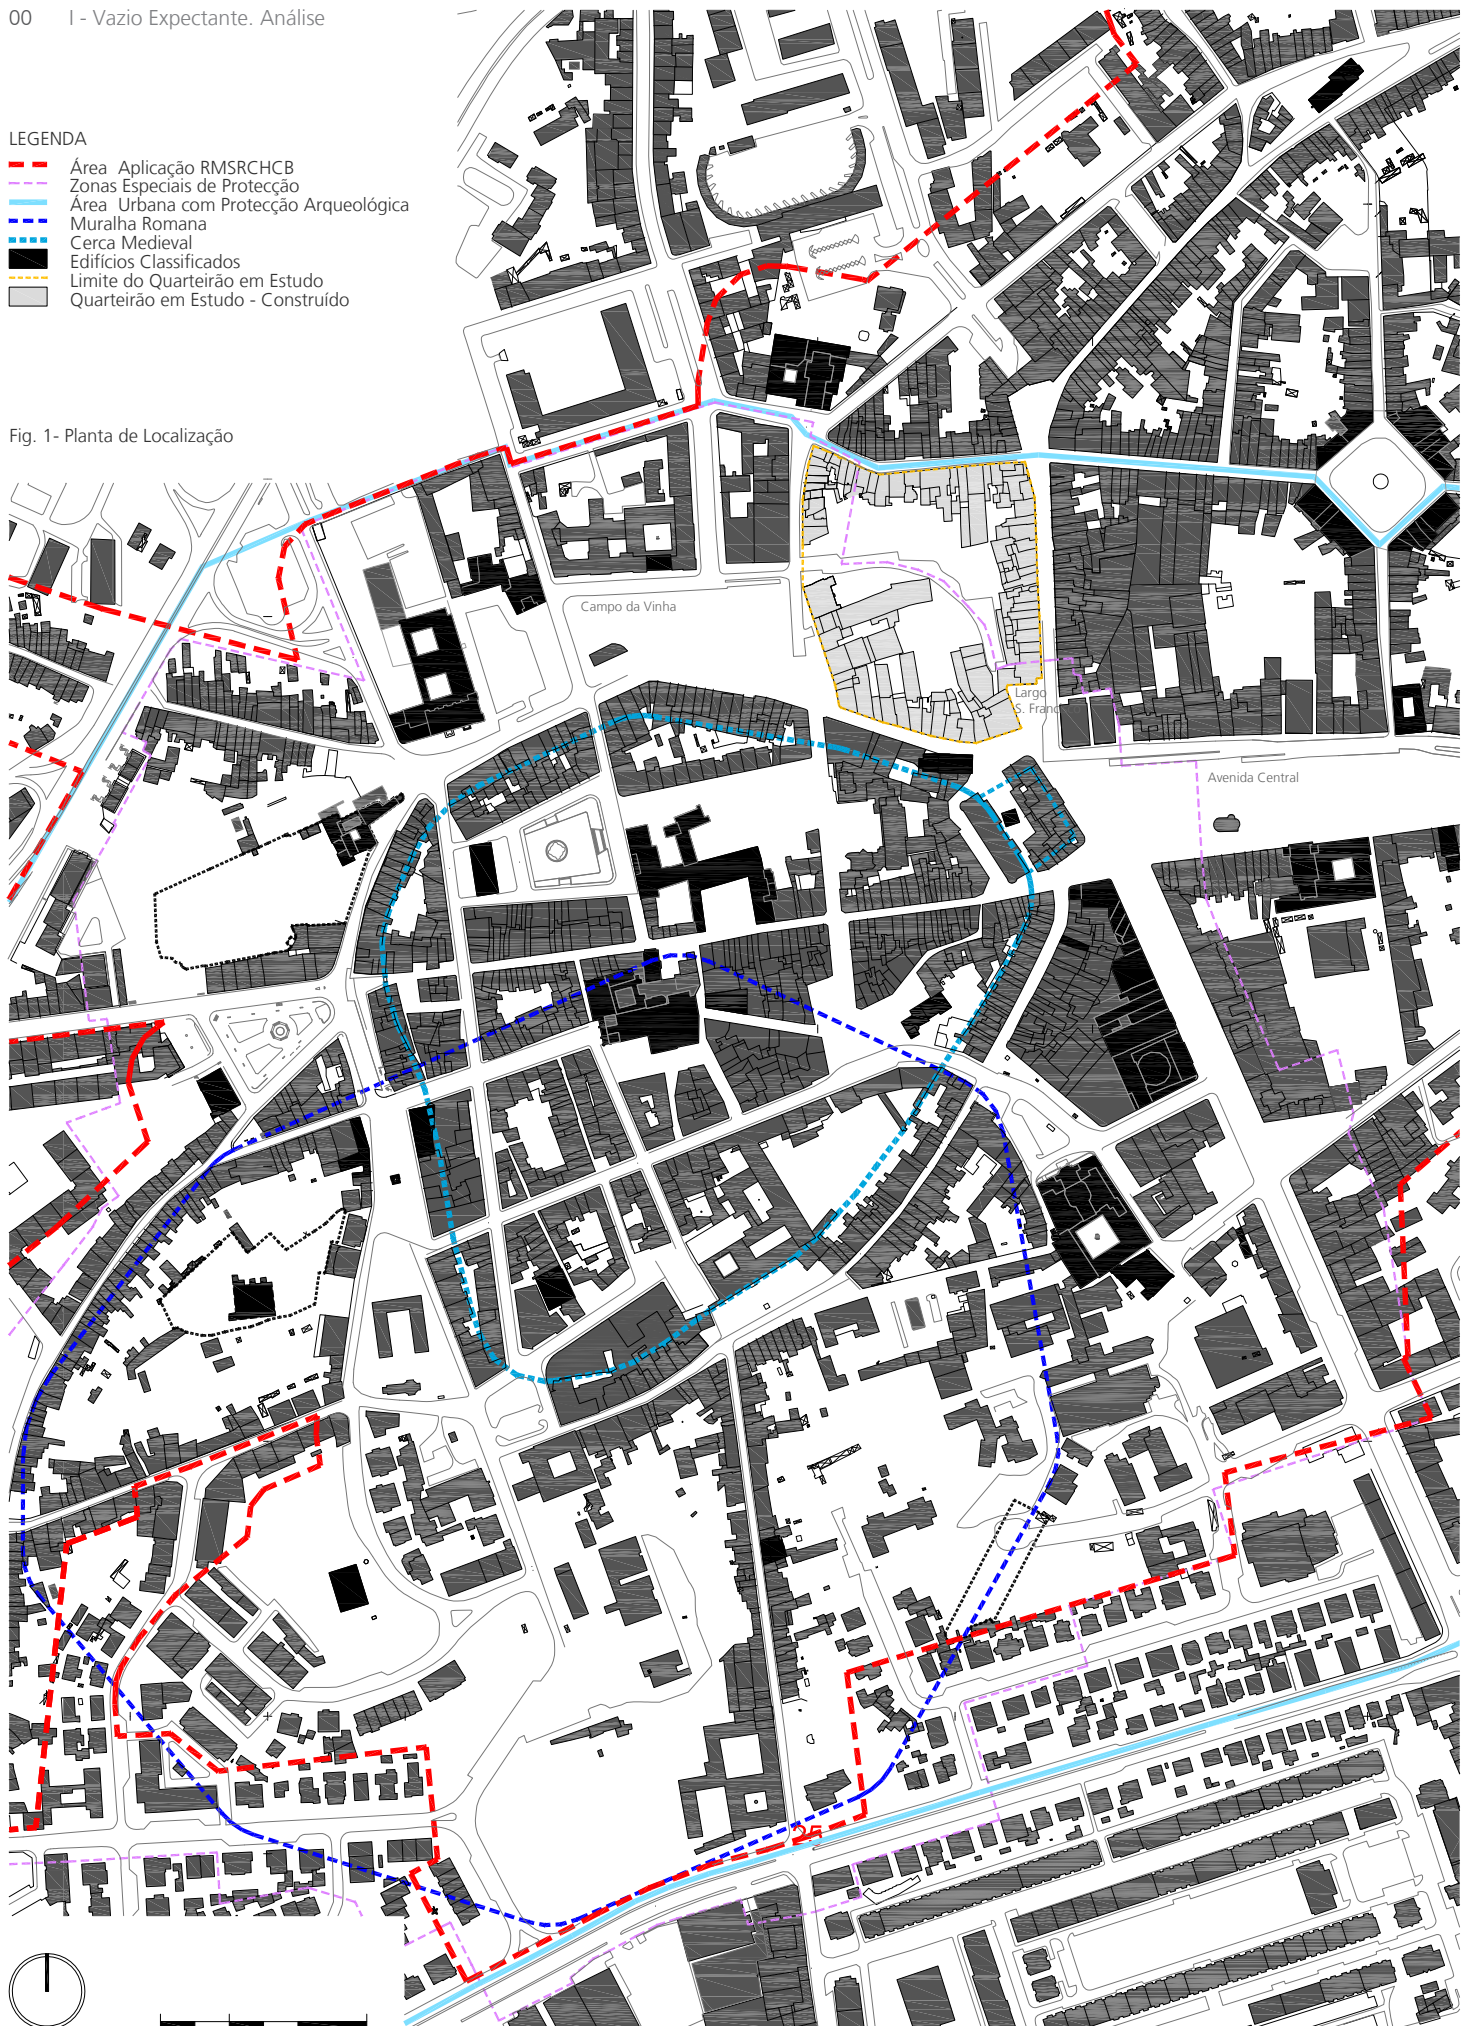 00 I - Vazio Expectante. Análise
LEGENDA
Área Aplicação RMSRCHCB
Zonas Especiais de Protecção
Área Urbana com Protecção Arqueológica
Muralha Romana
Cerca Medieval
Edifícios Classificados
Limite do Quarteirão em Estudo
Quarteirão em Estudo - Construído
Fig. 1- Planta de Localização
Campo da Vinha
Largo
S. Franc
Avenida Central
25